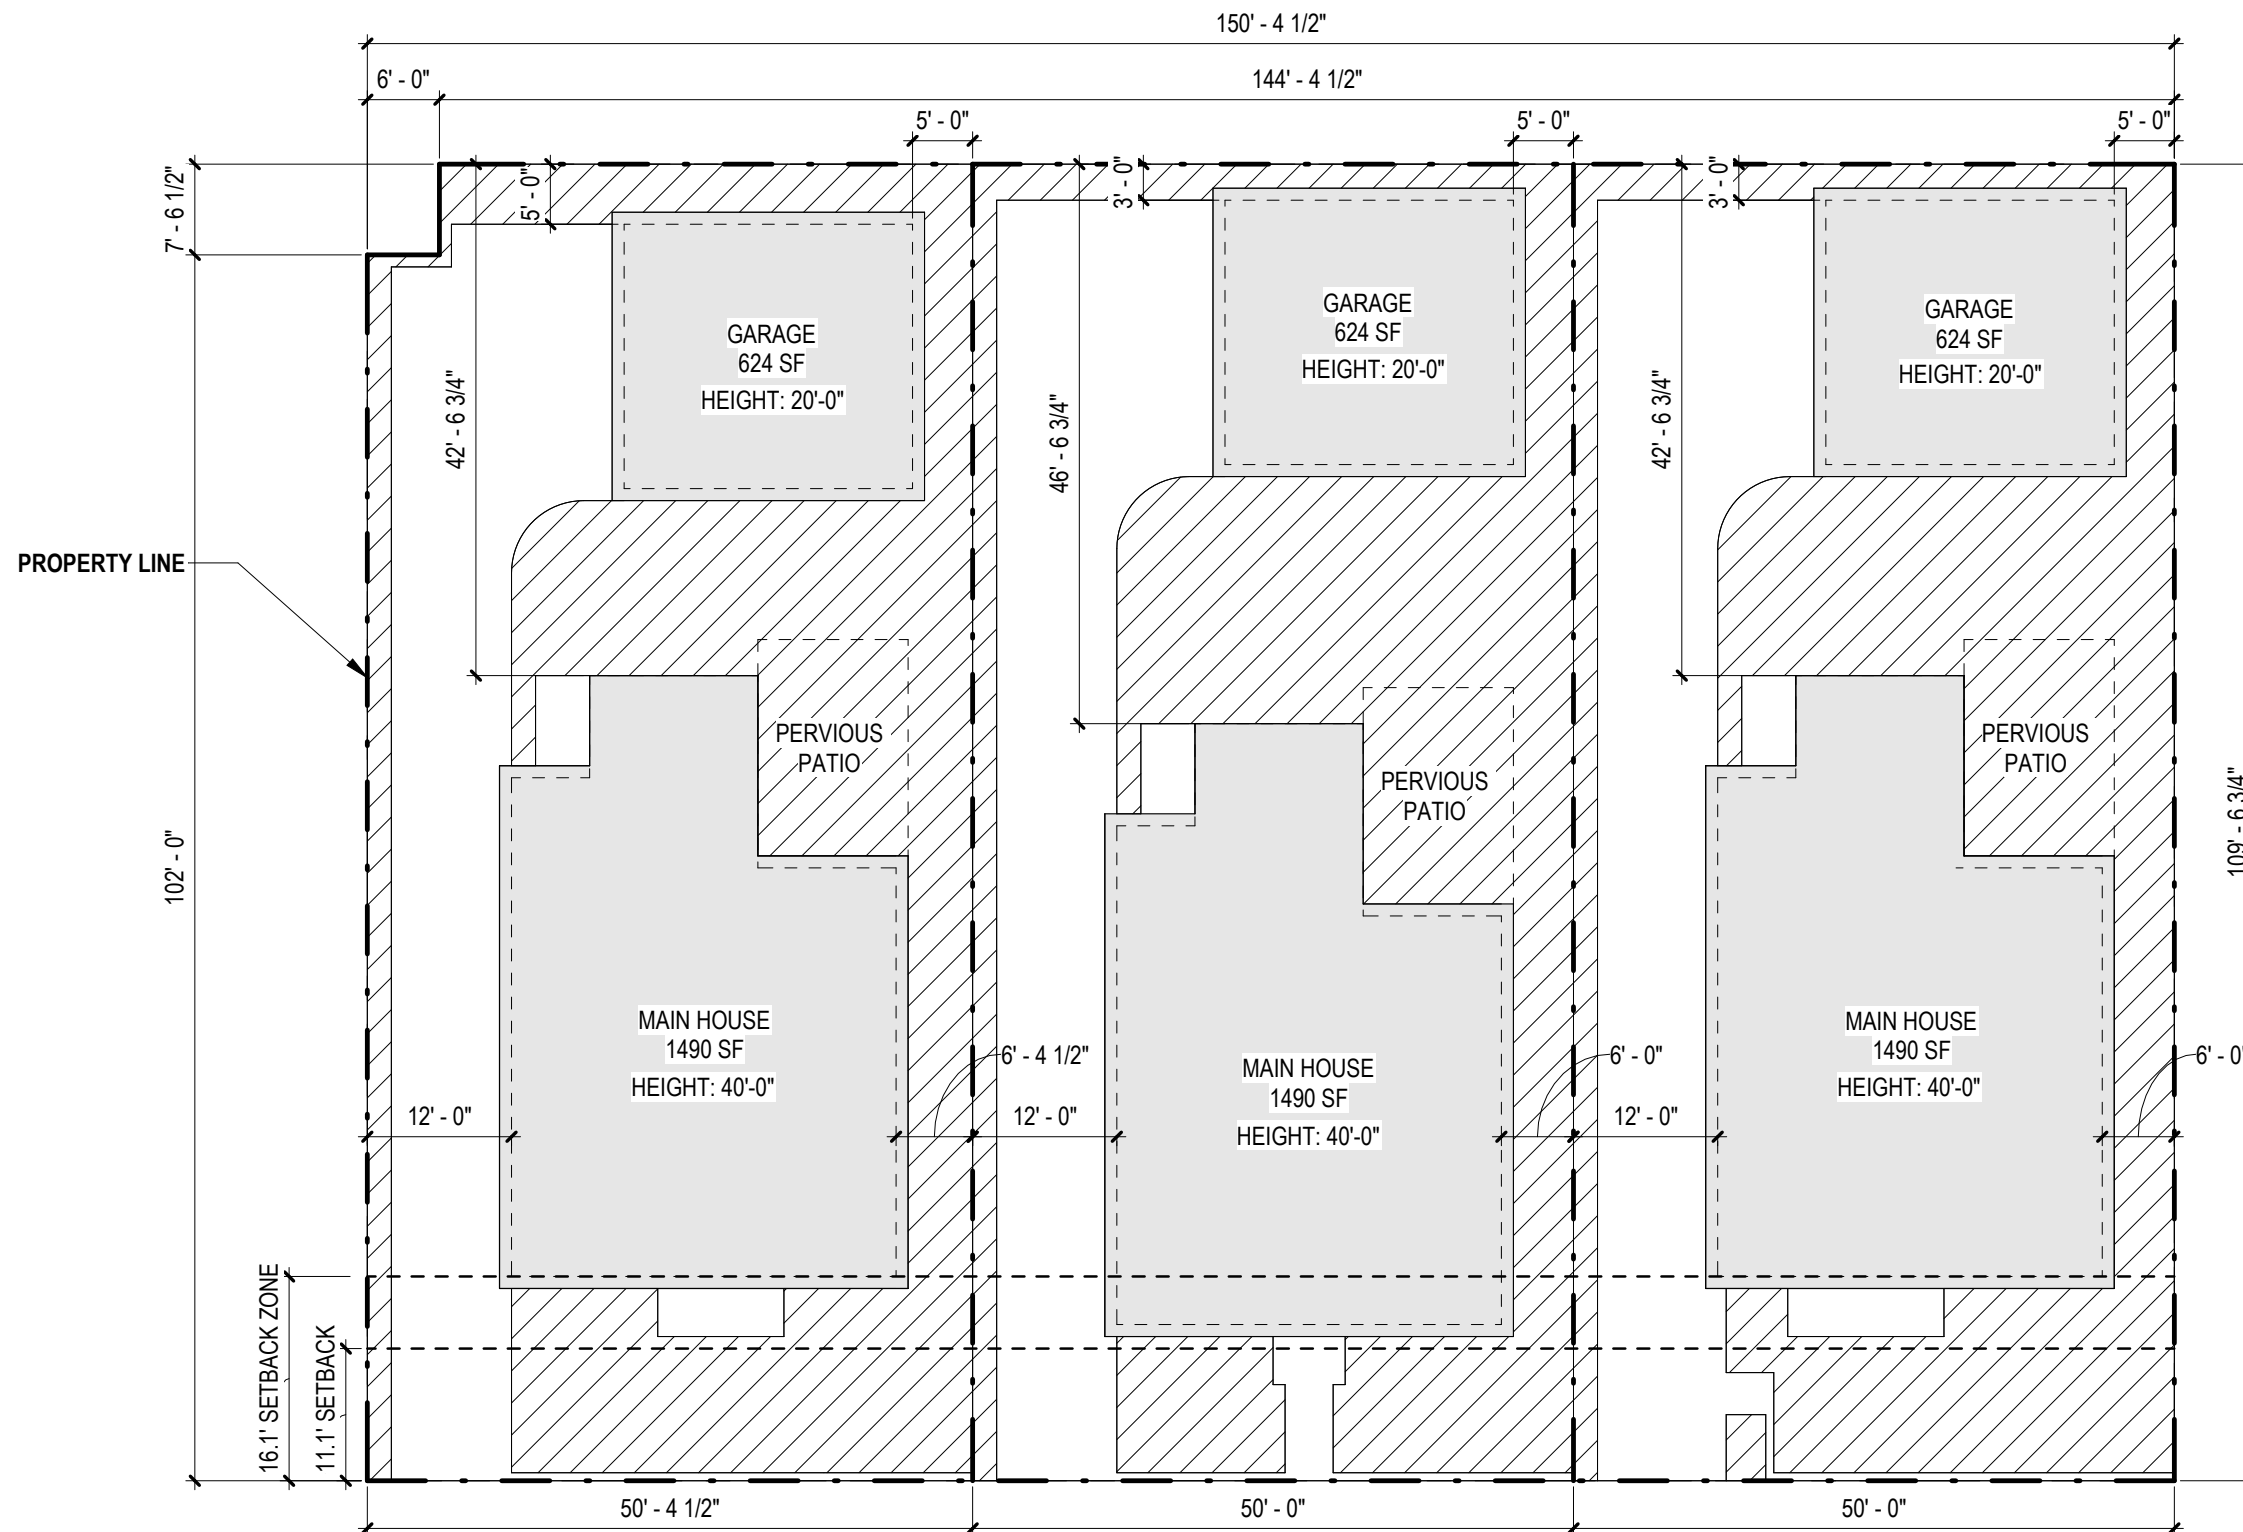 150' - 4 1/2"
6' - 0"
144' - 4 1/2"
5' - 0"
5' - 0"
5' - 0"
7' - 6 1/2"
5' - 0"
3' - 0"
3' - 0"
GARAGE
624 SF
HEIGHT: 20'-0"
GARAGE
624 SF
HEIGHT: 20'-0"
GARAGE
624 SF
HEIGHT: 20'-0"
42' - 6 3/4"
46' - 6 3/4"
42' - 6 3/4"
PROPERTY LINE
PERVIOUS
PATIO
PERVIOUS
PATIO
PERVIOUS
PATIO
102' - 0"
109' - 6 3/4"
MAIN HOUSE
1490 SF
HEIGHT: 40'-0"
MAIN HOUSE
1490 SF
HEIGHT: 40'-0"
MAIN HOUSE
1490 SF
HEIGHT: 40'-0"
6' - 4 1/2"
6' - 0"
6' - 0"
12' - 0"
12' - 0"
12' - 0"
16.1' SETBACK ZONE
11.1' SETBACK
50' - 4 1/2"
50' - 0"
50' - 0"